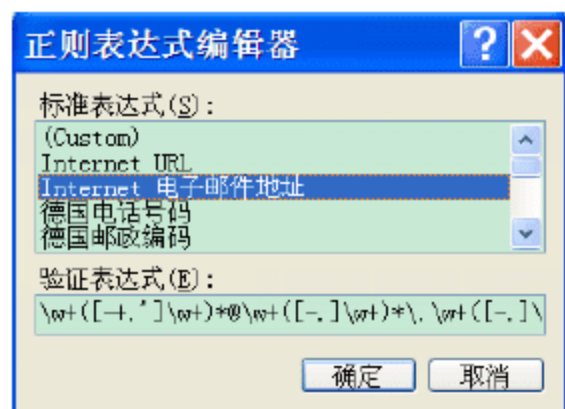 正则表达式编辑器
标准表达式(S):
(Custom)
Internet URL
Internet 电子邮件地址
德国电话号码
德国邮政编码
验证表达式(E):
\w+([-+.']\w+)*@\w+([-.]\w+)*\.\w+([-.]\
确定 取消